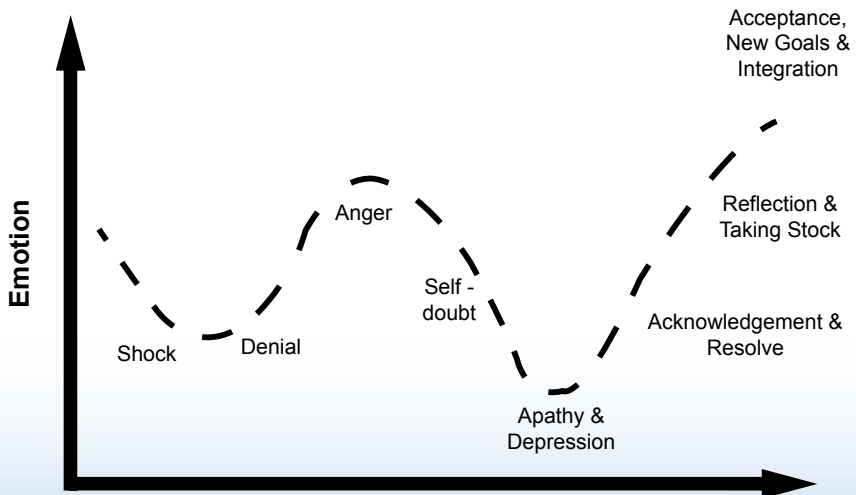 Acceptance,
New Goals &
Integration
Emotion
Anger
Reflection &
Taking Stock
Self -
doubt
Acknowledgement &
Resolve
Shock
Denial
Apathy &
Depression